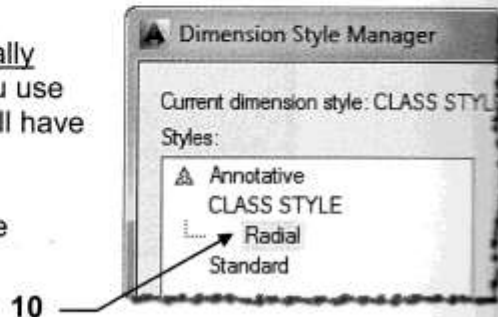 Dimension Style Manager
ally
u use
ll have
e
Current dimension style: CLASS STYL
Styles:
Annotative
CLASS STYLE
Radial
Standard
10